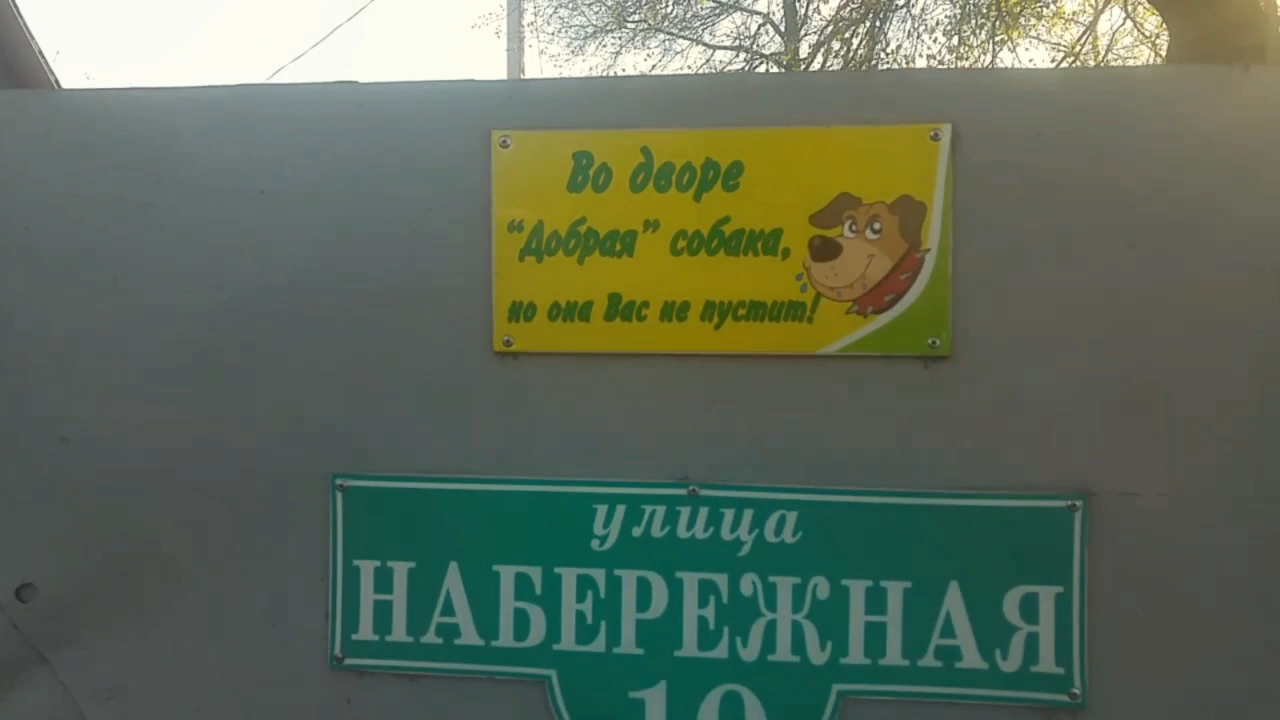 Во дворе
“Добрая” собака,
но она Вас не пустит!
улица
НАБЕРЕЖНАЯ